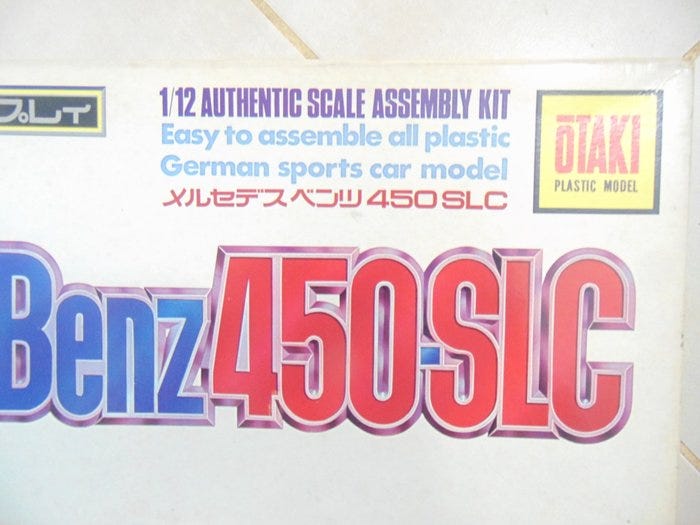 プレイ
1/12 AUTHENTIC SCALE ASSEMBLY KIT
Easy to assemble all plastic
German sports car model
メルセデスベンツ450SLC
ōTAKI
PLASTIC MODEL
Benz450-SLC